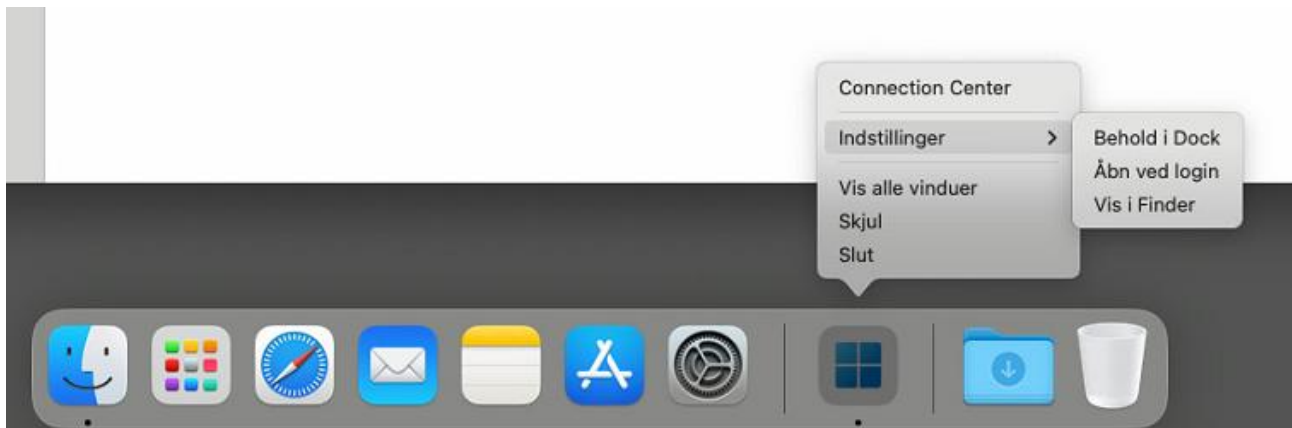 Connection Center
Indstillinger
Behold i Dock
Åbn ved login
Vis i Finder
Vis alle vinduer
Skjul
Slut